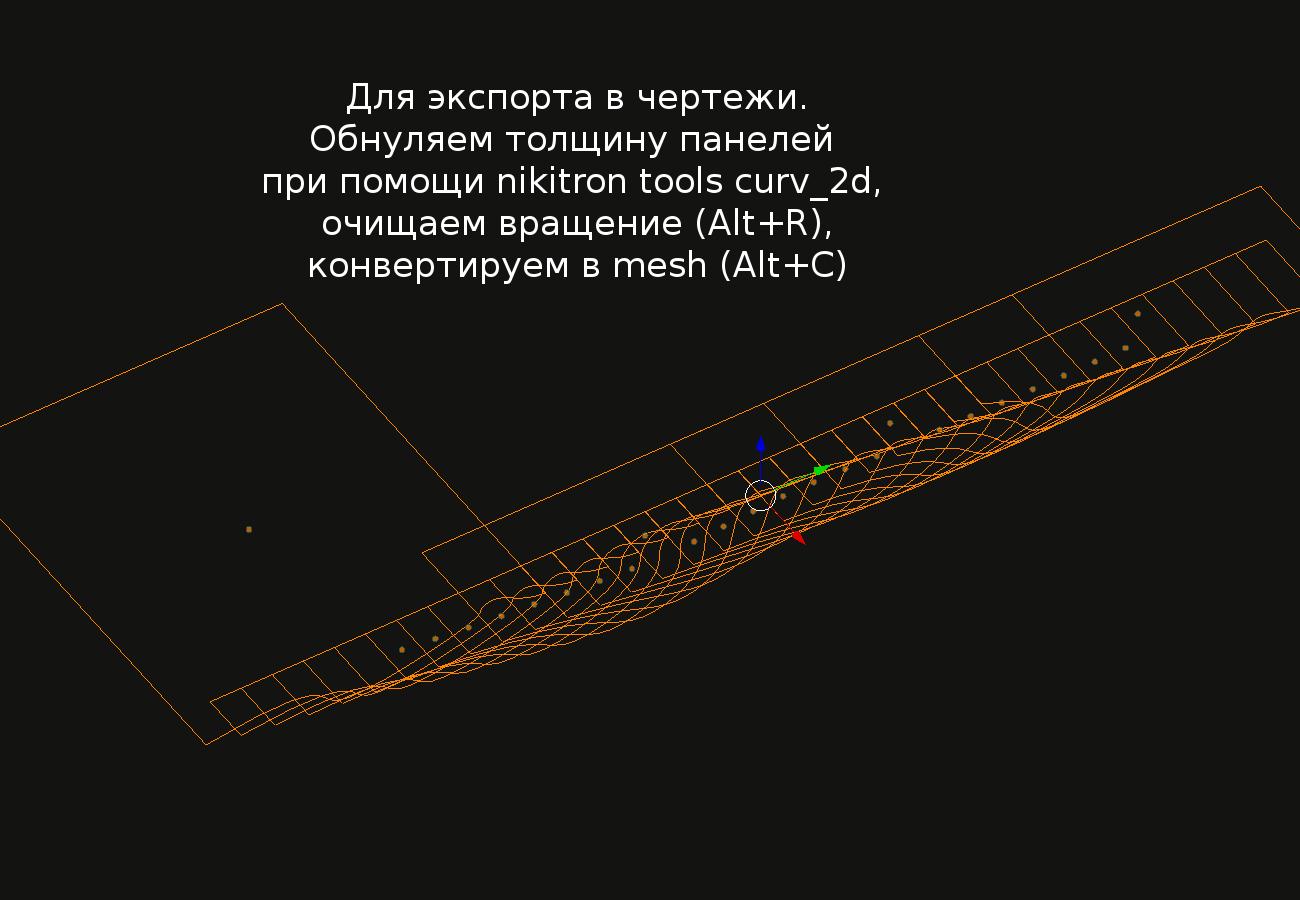 Для экспорта в чертежи.
Обнуляем толщину панелей
при помощи nikitron tools curv_2d,
очищаем вращение (Alt+R),
конвертируем в mesh (Alt+C)